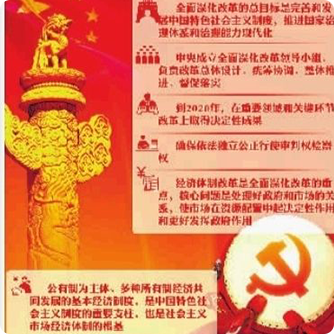 全面深化改革的总目标是完善和发
展中国特色社会主义制度，推进国家治
理体系和治理能力现代化
中央成立全面深化改革领导小组，
负责改革总体设计、统筹协调、整体推
进、督促落实
到2020年，在重要领域和关键环节
改革上取得决定性成果
确保依法独立公正行使审判权检察
权
经济体制改革是全面深化改革的重
点，核心问题是处理好政府和市场的关
系，使市场在资源配置中起决定性作用
和更好发挥政府作用
公有制为主体、多种所有制经济共
同发展的基本经济制度，是中国特色社
会主义制度的重要支柱，也是社会主义
市场经济体制的根基